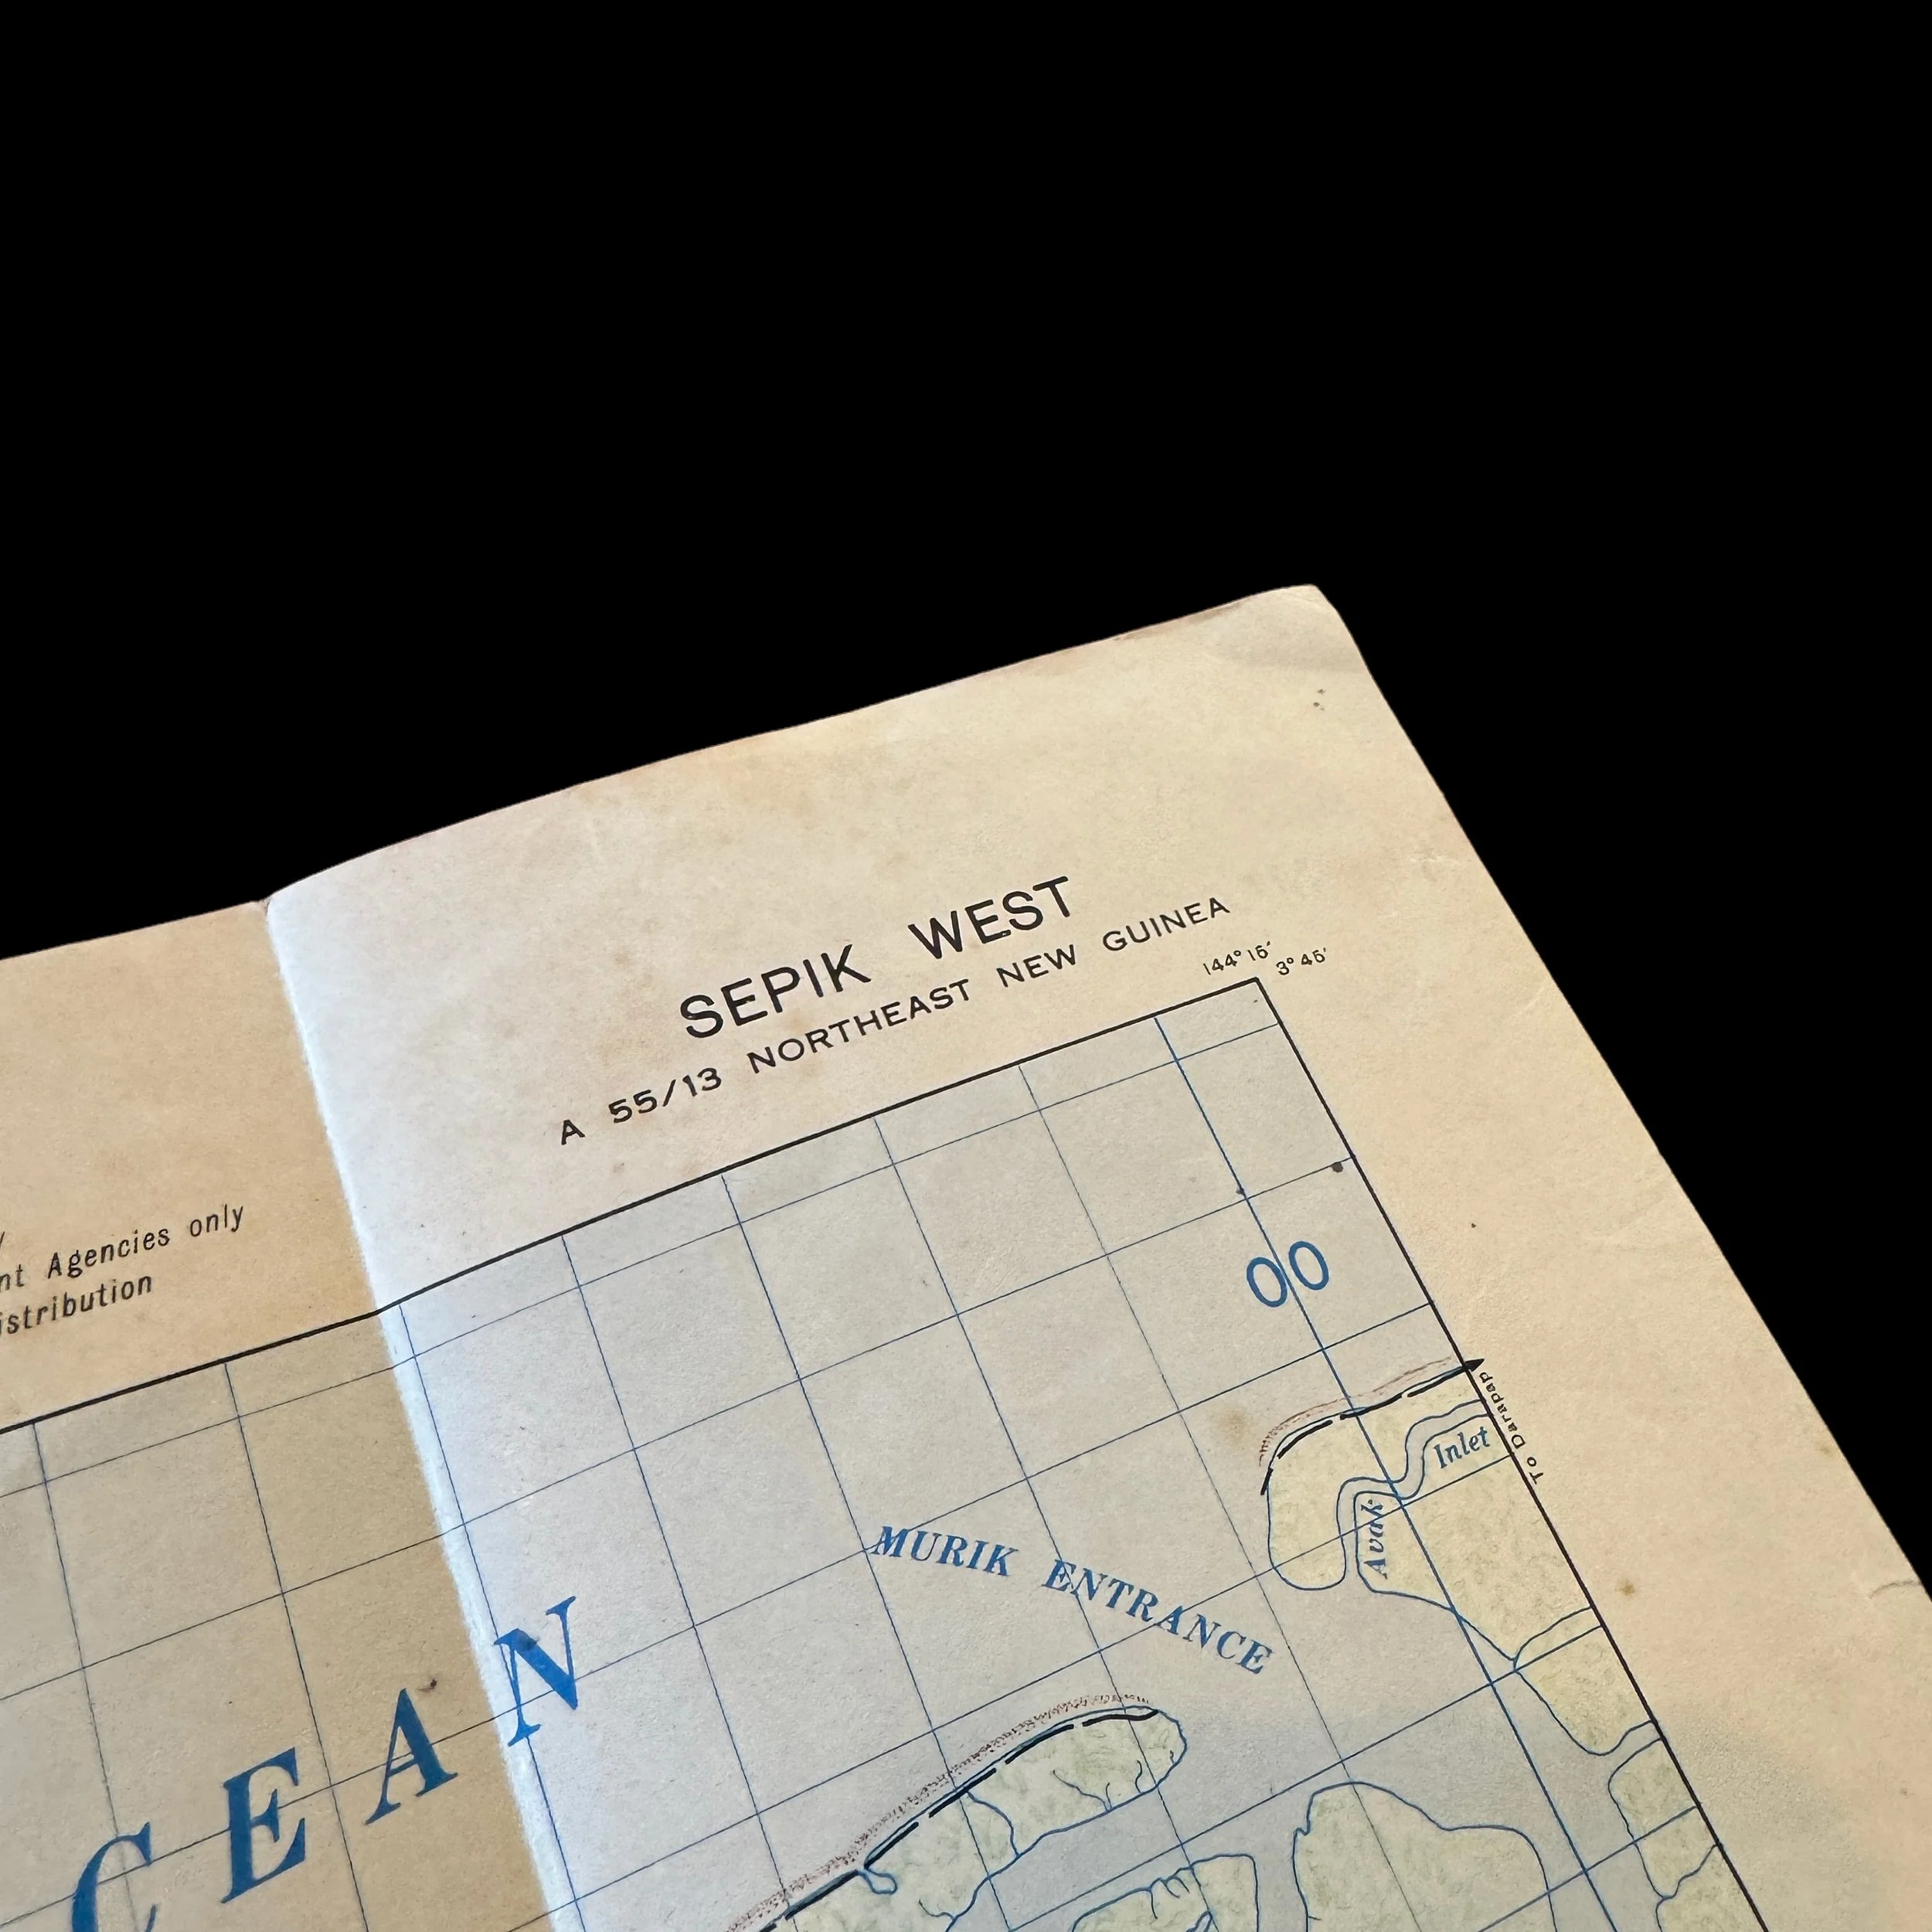 SEPIK WEST
A 55/13 NORTHEAST NEW GUINEA
144° 15′
3° 45′
nt Agencies only
istribution
00
To Darapap
Inlet
Avak
MURIK ENTRANCE
CEAN